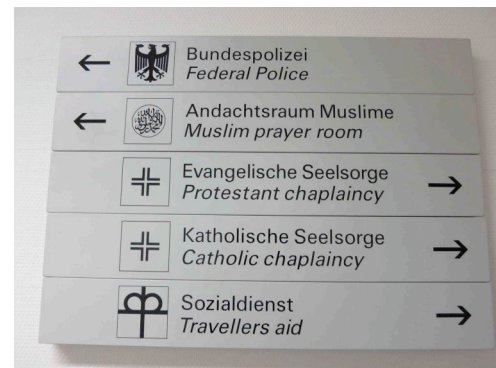 Bundespolizei
Federal Police
Andachtsraum Muslime
Muslim prayer room
Evangelische Seelsorge
Protestant chaplaincy
Katholische Seelsorge
Catholic chaplaincy
Sozialdienst
Travellers aid